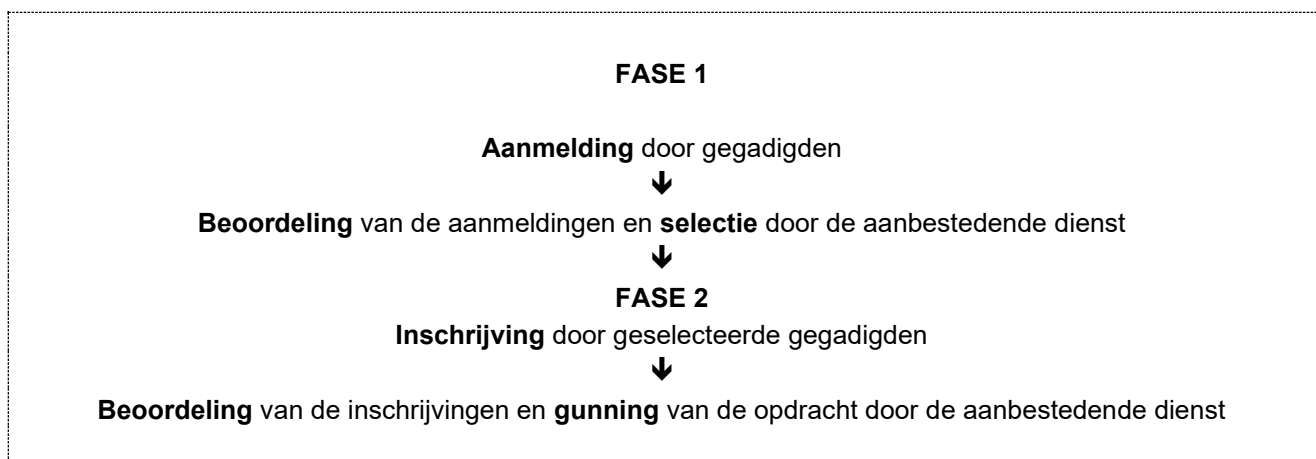 FASE 1
Aanmelding door gegadigden
🡻
Beoordeling van de aanmeldingen en selectie door de aanbestedende dienst
🡻
FASE 2
Inschrijving door geselecteerde gegadigden
🡻
Beoordeling van de inschrijvingen en gunning van de opdracht door de aanbestedende dienst